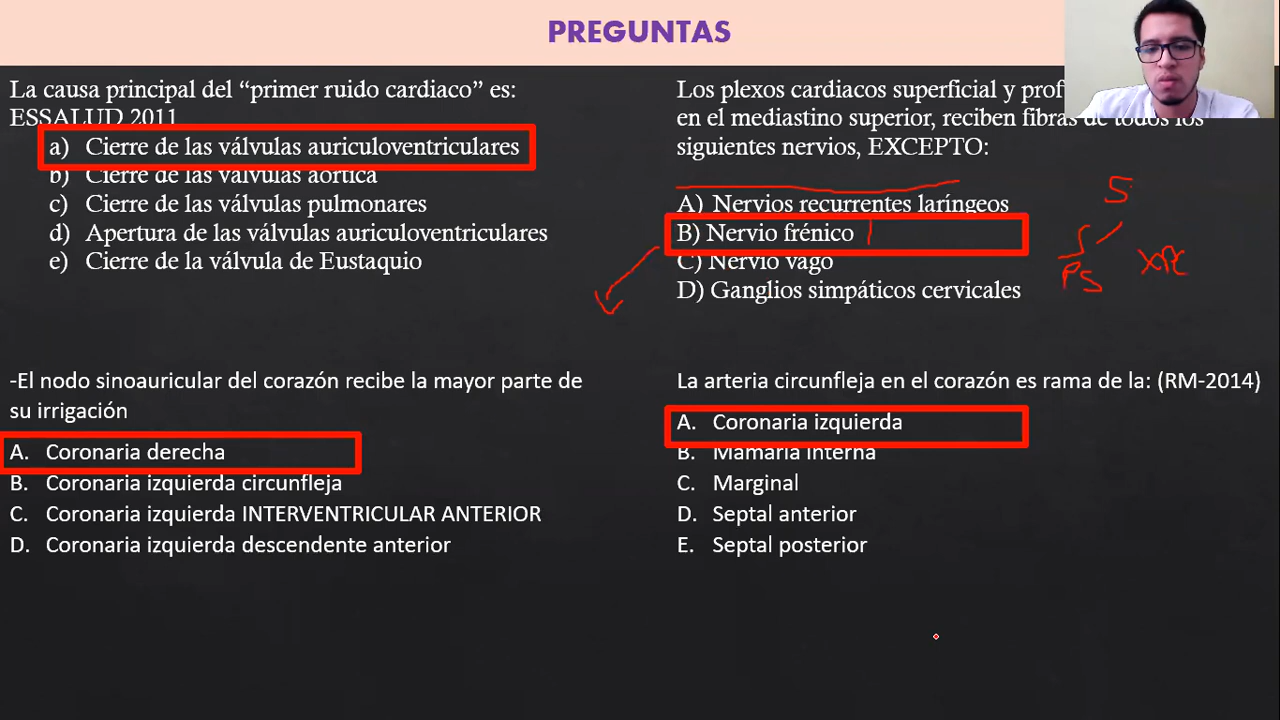 PREGUNTAS
La causa principal del “primer ruido cardiaco” es:
ESSALUD 2011
a) Cierre de las válvulas auriculoventriculares
b) Cierre de las válvulas aortica
c) Cierre de las válvulas pulmonares
d) Apertura de las válvulas auriculoventriculares
e) Cierre de la válvula de Eustaquio
Los plexos cardiacos superficial y
en el mediastino superior, reciben fibras de todos los
siguientes nervios, EXCEPTO:
A) Nervios recurrentes laríngeos
B) Nervio frénico
C) Nervio vago
D) Ganglios simpáticos cervicales
S
PS
-El nodo sinoauricular del corazón recibe la mayor parte de
su irrigación
A. Coronaria derecha
B. Coronaria izquierda circunfleja
C. Coronaria izquierda INTERVENTRICULAR ANTERIOR
D. Coronaria izquierda descendente anterior
La arteria circunfleja en el corazón es rama de la: (RM-2014)
A. Coronaria izquierda
B. Mamaria interna
C. Marginal
D. Septal anterior
E. Septal posterior